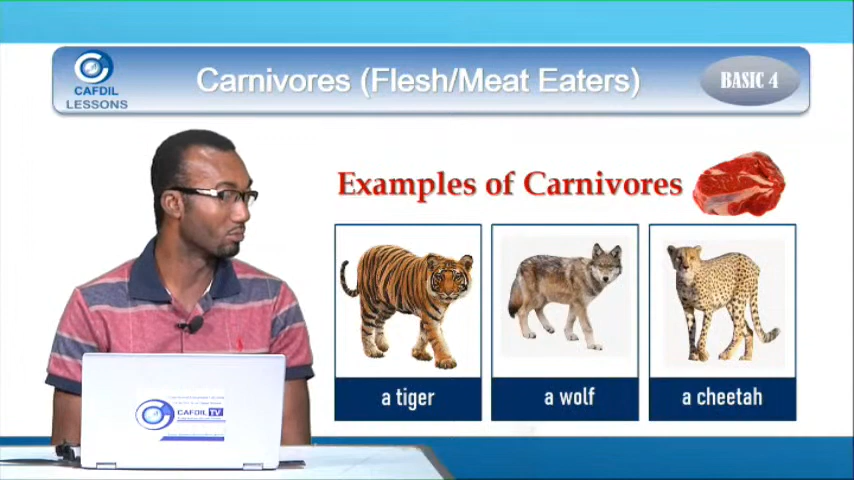 CAFDIL
LESSONS
Carnivores (Flesh/Meat Eaters)
BASIC 4
Examples of Carnivores
a tiger
a wolf
a cheetah
CAFDIL TV